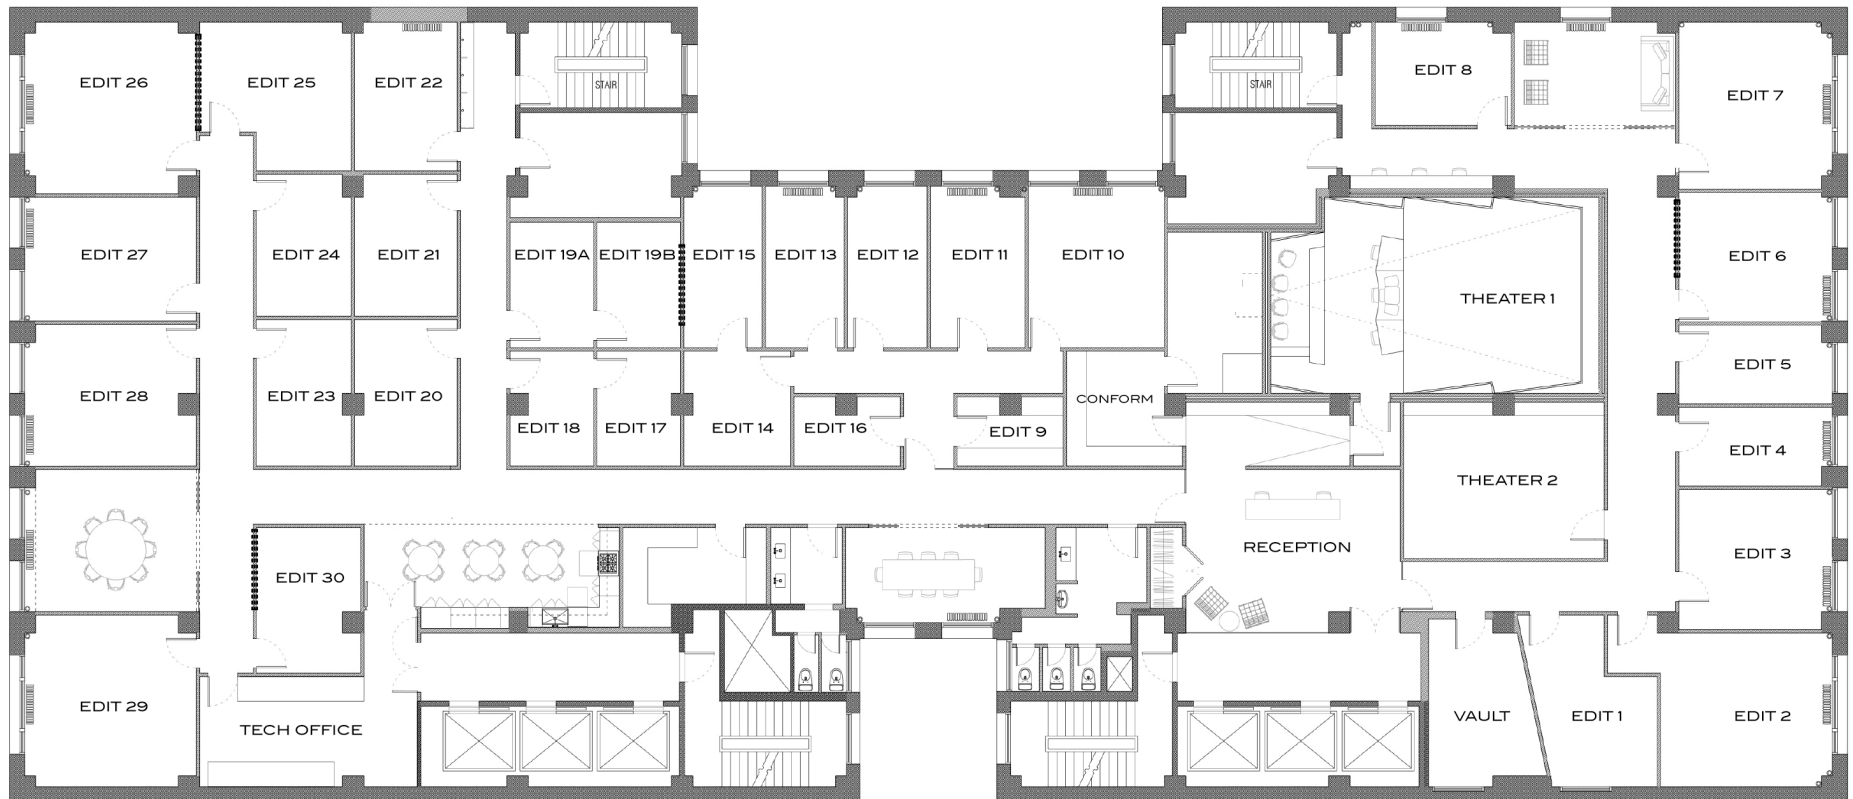 EDIT 26
EDIT 25
EDIT 22
STAIR
STAIR
EDIT 8
EDIT 7
EDIT 27
EDIT 24
EDIT 21
EDIT 19A
EDIT 19B
EDIT 15
EDIT 13
EDIT 12
EDIT 11
EDIT 10
EDIT 6
THEATER 1
EDIT 5
EDIT 28
EDIT 23
EDIT 20
CONFORM
EDIT 18
EDIT 17
EDIT 14
EDIT 16
EDIT 9
EDIT 4
THEATER 2
RECEPTION
EDIT 3
EDIT 30
EDIT 29
TECH OFFICE
VAULT
EDIT 1
EDIT 2